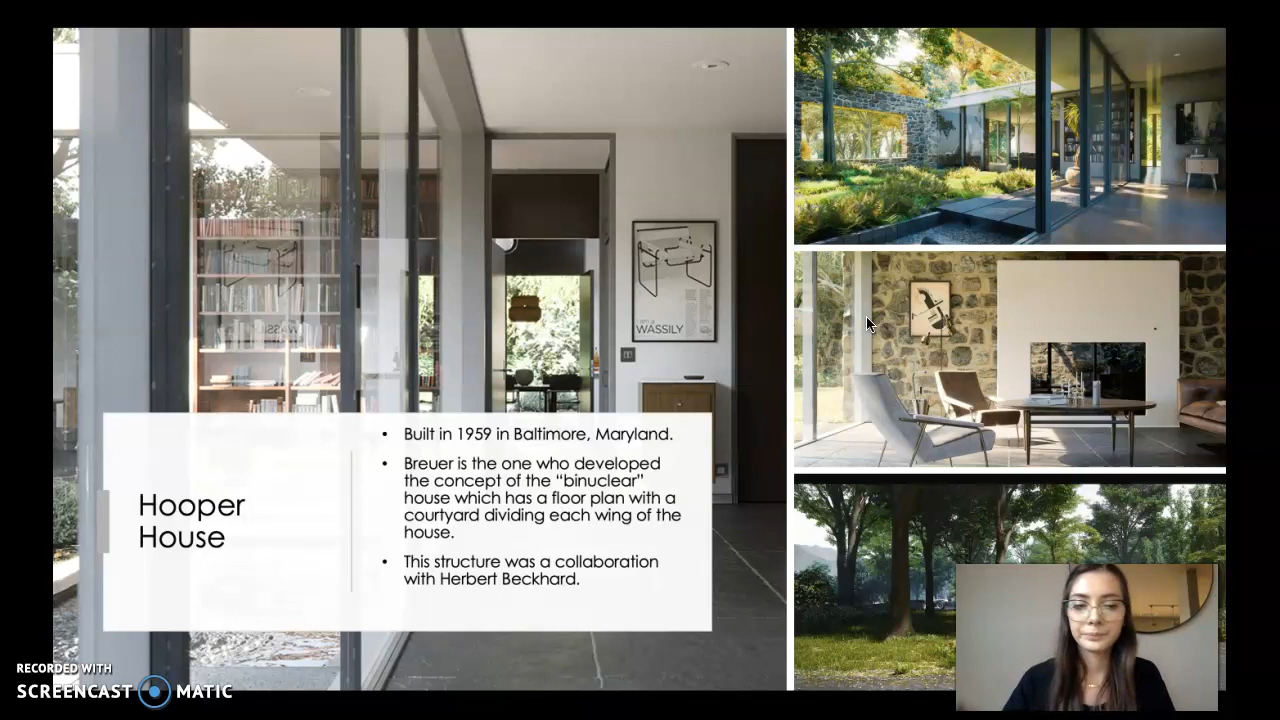 I am a
WASSILY
Hooper
House
• Built in 1959 in Baltimore, Maryland.
• Breuer is the one who developed
the concept of the “binuclear”
house which has a floor plan with a
courtyard dividing each wing of the
house.
• This structure was a collaboration
with Herbert Beckhard.
RECORDED WITH
SCREENCAST MATIC